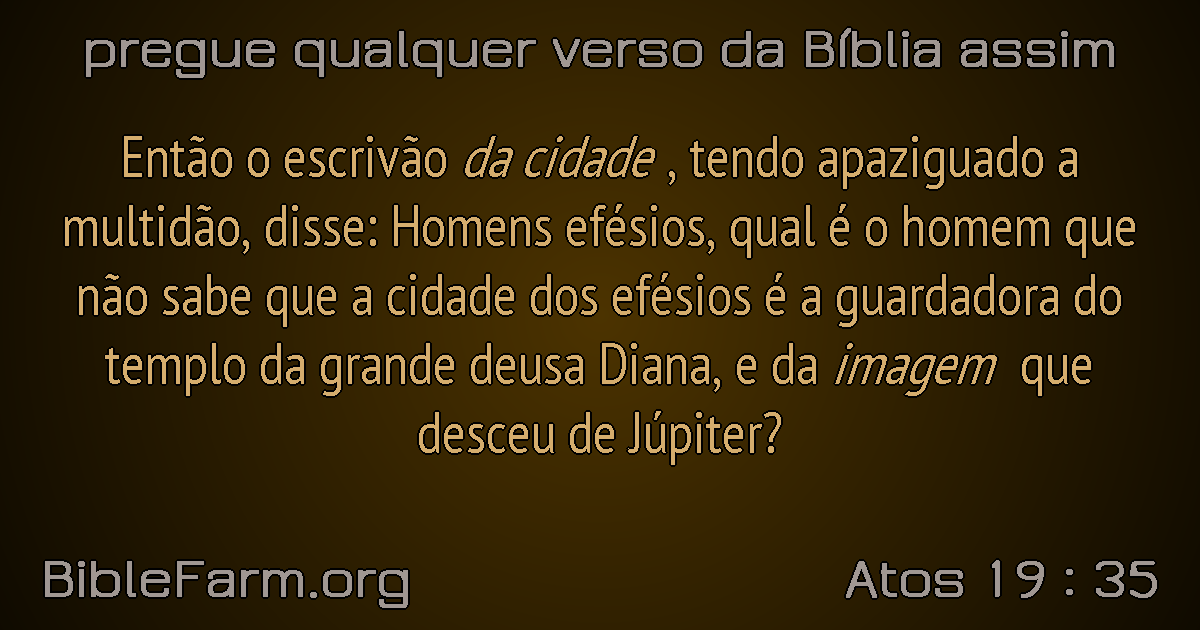 pregue qualquer verso da Bíblia assim
Então o escrivão da cidade , tendo apaziguado a
multidão, disse: Homens efésios, qual é o homem que
não sabe que a cidade dos efésios é a guardadora do
templo da grande deusa Diana, e da imagem que
desceu de Júpiter?
BibleFarm.org
Atos 19 : 35